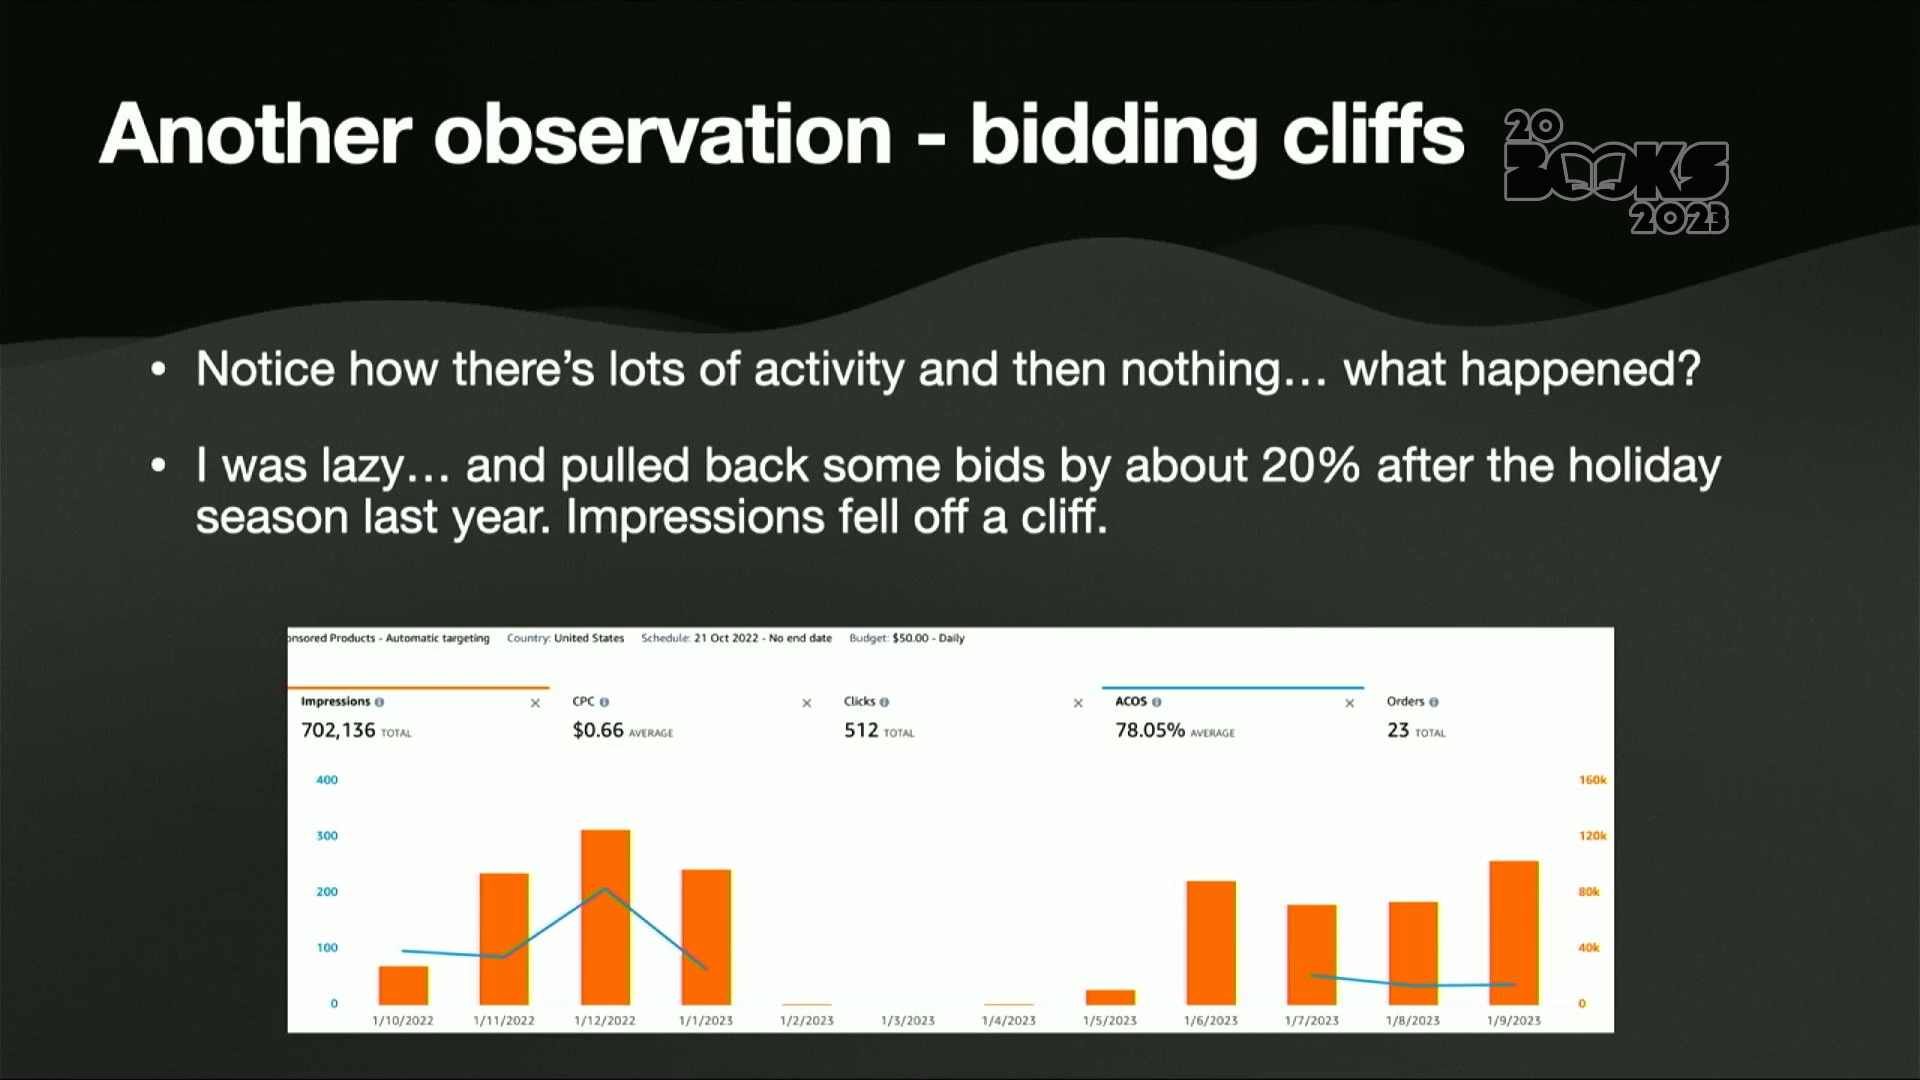 Another observation - bidding cliffs
20
BOOKS
2023
• Notice how there's lots of activity and then nothing… what happened?
• I was lazy… and pulled back some bids by about 20% after the holiday
season last year. Impressions fell off a cliff.
onsored Products - Automatic targeting Country: United States Schedule: 21 Oct 2022 - No end date Budget: $50.00 - Daily
Impressions CPC Clicks ACOS Orders
702,136 TOTAL $0.66 AVERAGE 512 TOTAL 78.05% AVERAGE 23 TOTAL
400 160k
300 120k
200 80k
100 40k
0 0
1/10/2022 1/11/2022 1/12/2022 1/1/2023 1/2/2023 1/3/2023 1/4/2023 1/5/2023 1/6/2023 1/7/2023 1/8/2023 1/9/2023